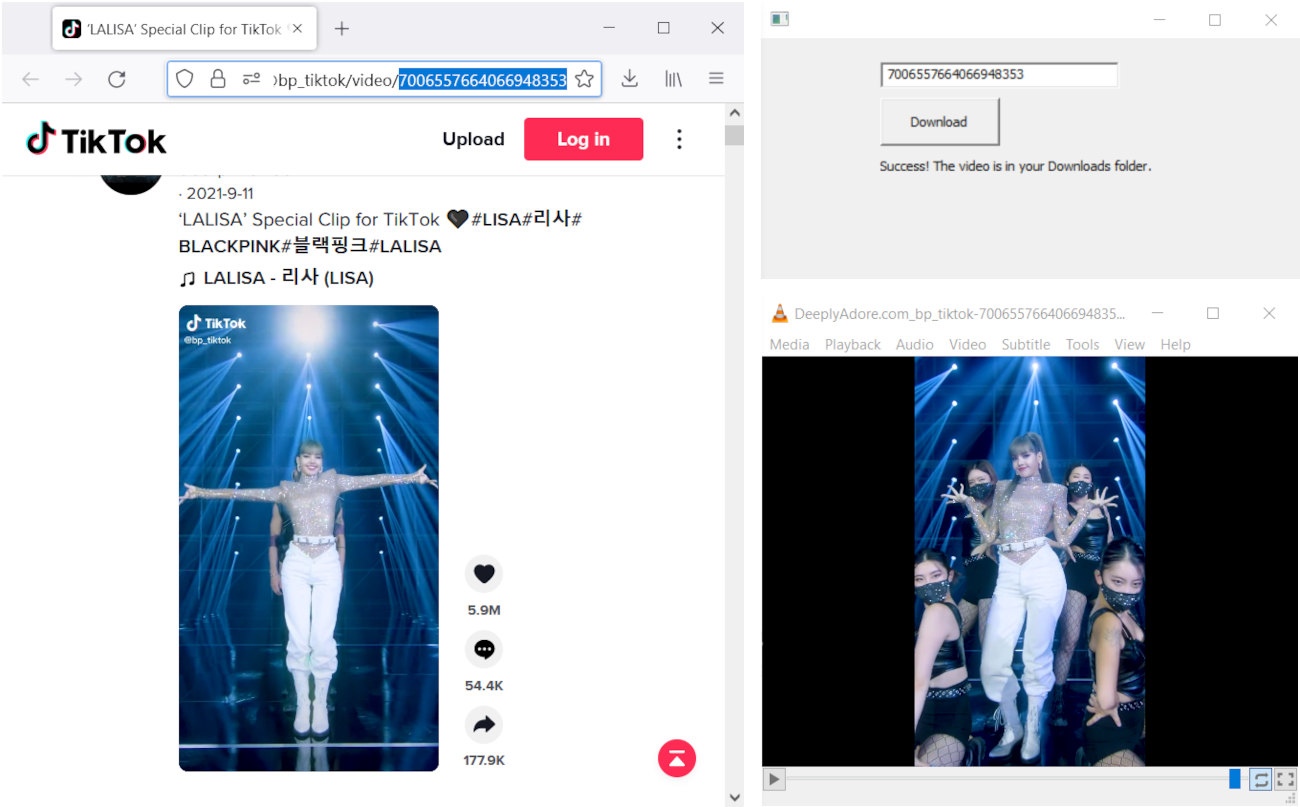 ‘LALISA’ Special Clip for TikTok
bp_tiktok/video/7006557664066948353
TikTok
Upload
Log in
· 2021-9-11
‘LALISA’ Special Clip for TikTok 🖤#LISA#리사#
BLACKPINK#블랙핑크#LALISA
♫ LALISA - 리사 (LISA)
TikTok
@bp_tiktok
5.9M
54.4K
177.9K
7006557664066948353
Download
Success! The video is in your Downloads folder.
DeeplyAdore.com_bp_tiktok-700655766406694835...
Media Playback Audio Video Subtitle Tools View Help